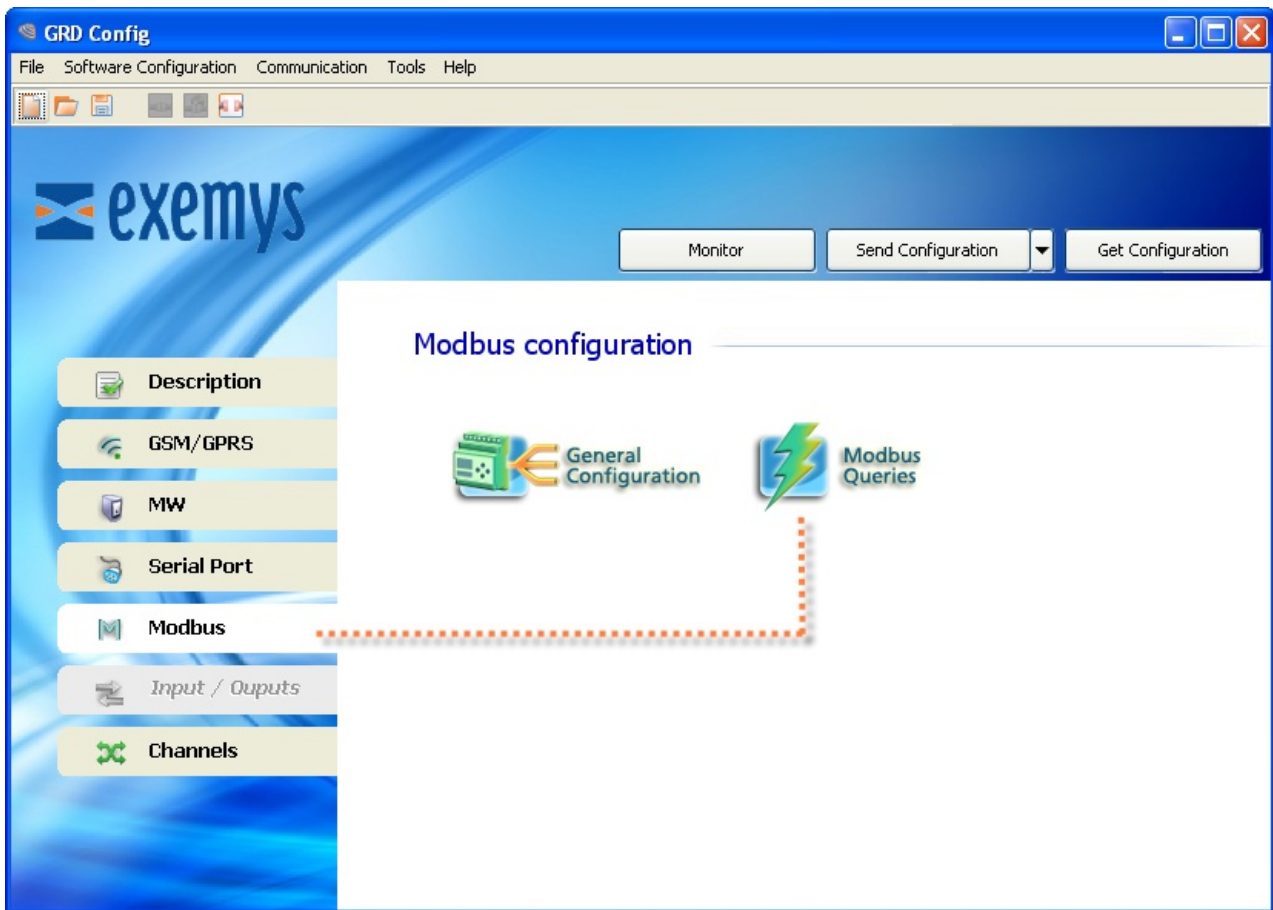 GRD Config
File Software Configuration Communication Tools Help
exemys
Monitor Send Configuration Get Configuration
Modbus configuration
Description
GSM/GPRS
MW
Serial Port
Modbus
Input / Ouputs
Channels
General
Configuration
Modbus
Queries